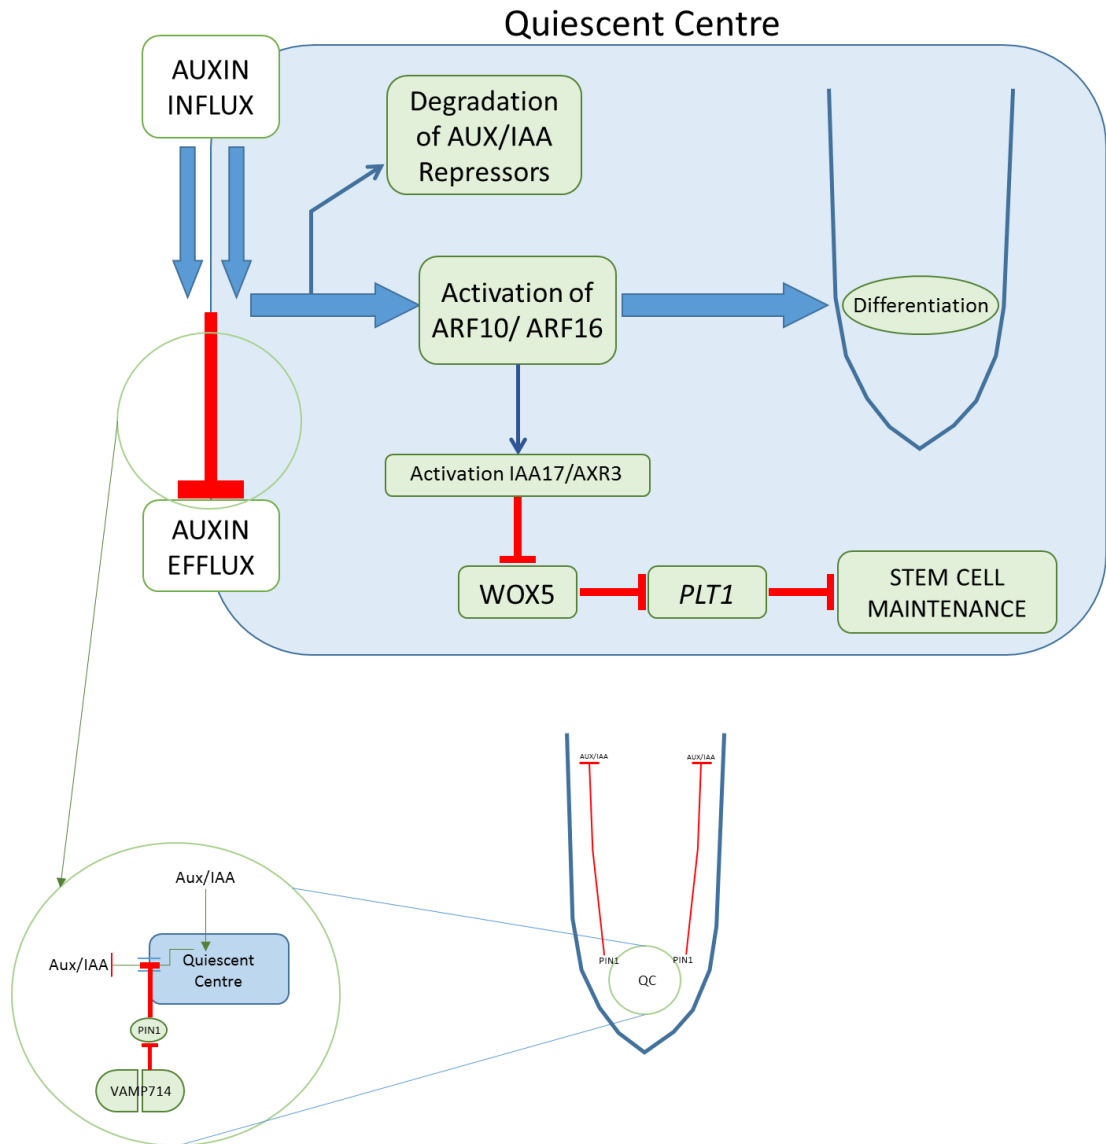 Quiescent Centre
AUXIN
INFLUX
Degradation
of AUX/IAA
Repressors
Activation of
ARF10/ ARF16
Differentiation
Activation IAA17/AXR3
AUXIN
EFFLUX
WOX5
PLT1
STEM CELL
MAINTENANCE
AUX/IAA
AUX/IAA
PIN1
PIN1
QC
Aux/IAA
Aux/IAA
Quiescent
Centre
PIN1
VAMP714